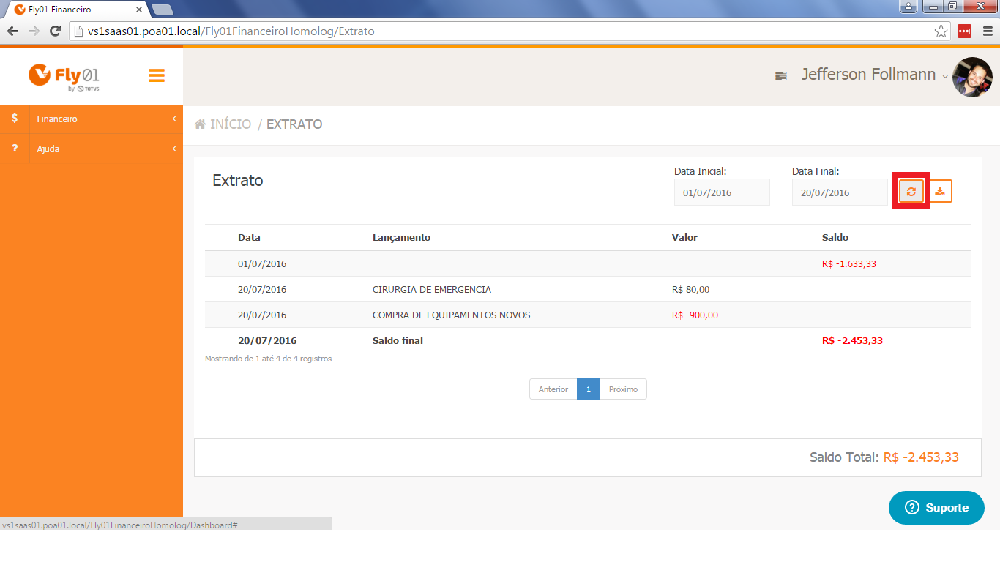 Fly01 Financeiro
vs1saas01.poa01.local/Fly01FinanceiroHomolog/Extrato
Fly01
by TOTVS
Jefferson Follmann
$ Financeiro
? Ajuda
INÍCIO / EXTRATO
Extrato
Data Inicial: Data Final:
01/07/2016 20/07/2016
Data Lançamento Valor Saldo
01/07/2016 R$ -1.633,33
20/07/2016 CIRURGIA DE EMERGENCIA R$ 80,00
20/07/2016 COMPRA DE EQUIPAMENTOS NOVOS R$ -900,00
20/07/2016 Saldo final R$ -2.453,33
Mostrando de 1 até 4 de 4 registros
Anterior 1 Próximo
Saldo Total: R$ -2.453,33
? Suporte
vs1saas01.poa01.local/Fly01FinanceiroHomolog/Dashboard#